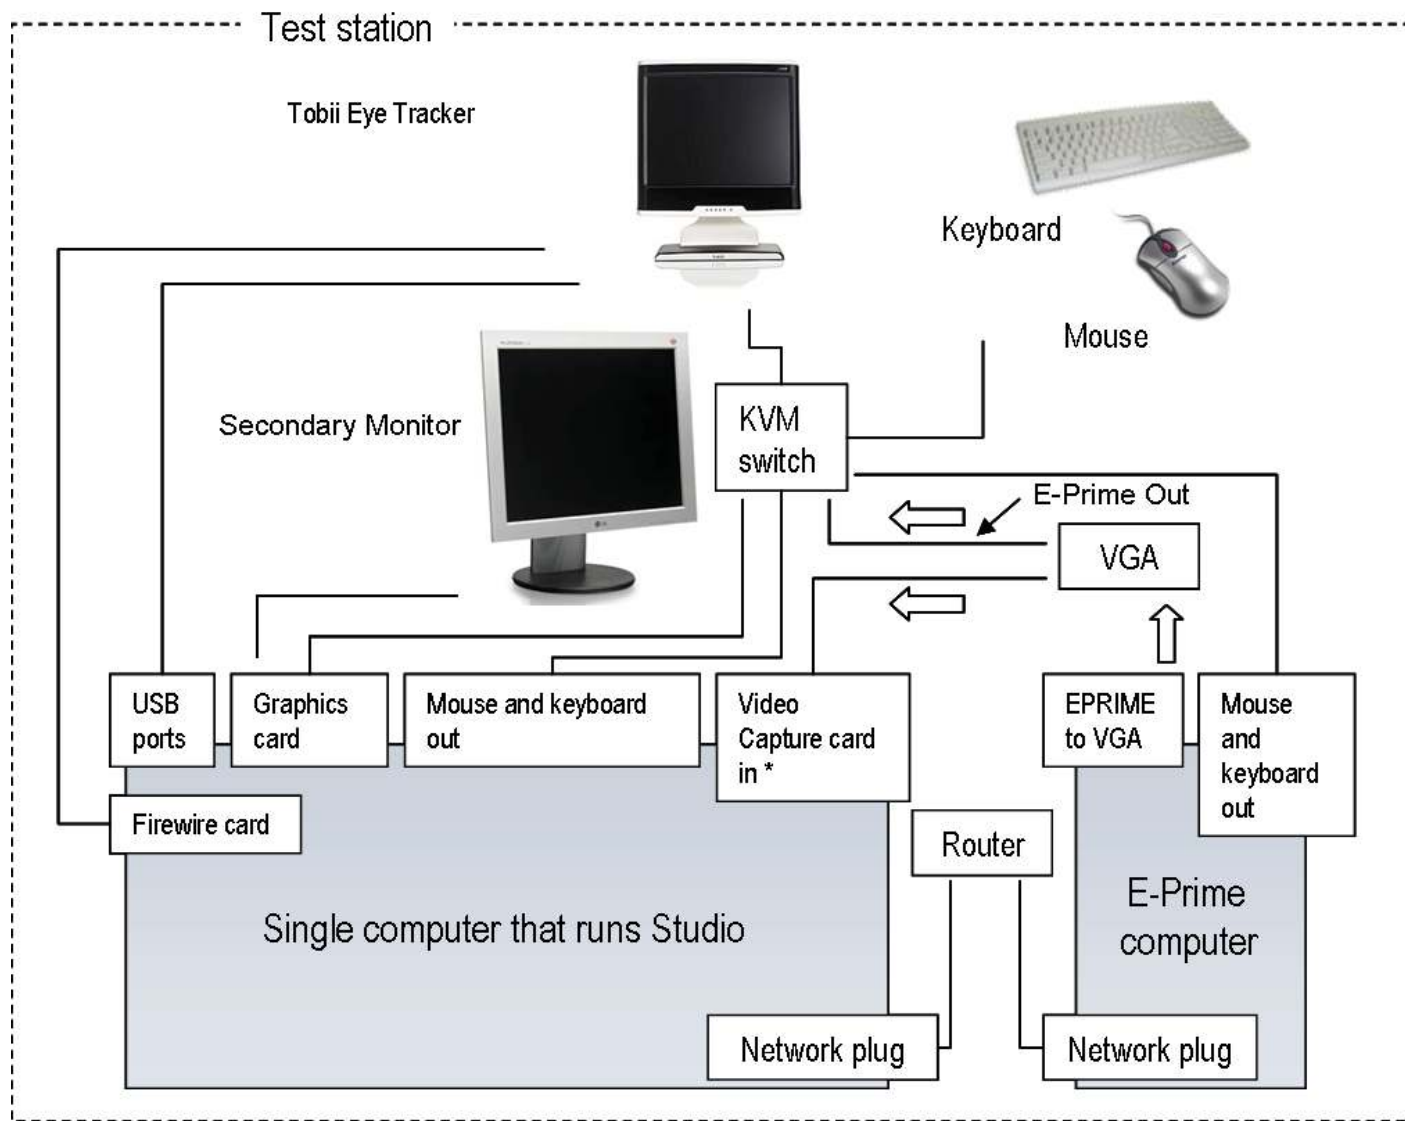 Test station
Tobii Eye Tracker
Keyboard
Mouse
Secondary Monitor
KVM
switch
E-Prime Out
VGA
USB
ports
Graphics
card
Mouse and keyboard
out
Video
Capture card
in *
EPRIME
to VGA
Mouse
and
keyboard
out
Firewire card
Router
Single computer that runs Studio
E-Prime
computer
Network plug
Network plug